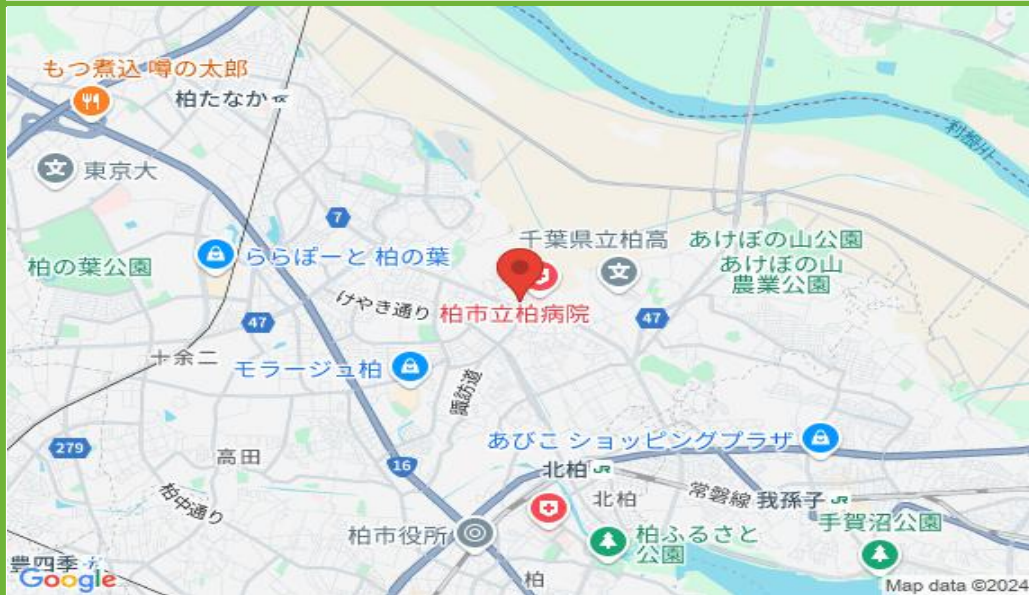 もつ煮込 噂の太郎
柏たなか
東京大
利根川
7
千葉県立柏高
あけぼの山公園
ららぽーと 柏の葉
あけぼの山
農業公園
柏の葉公園
けやき通り
柏市立柏病院
47
47
十余二
モラージュ柏
諏訪道
あびこ ショッピングプラザ
279
高田
16
北柏 JR
北柏
常磐線
我孫子 JR
柏中通り
手賀沼公園
柏市役所
柏ふるさと
公園
豊四季
柏
Google
Map data ©2024